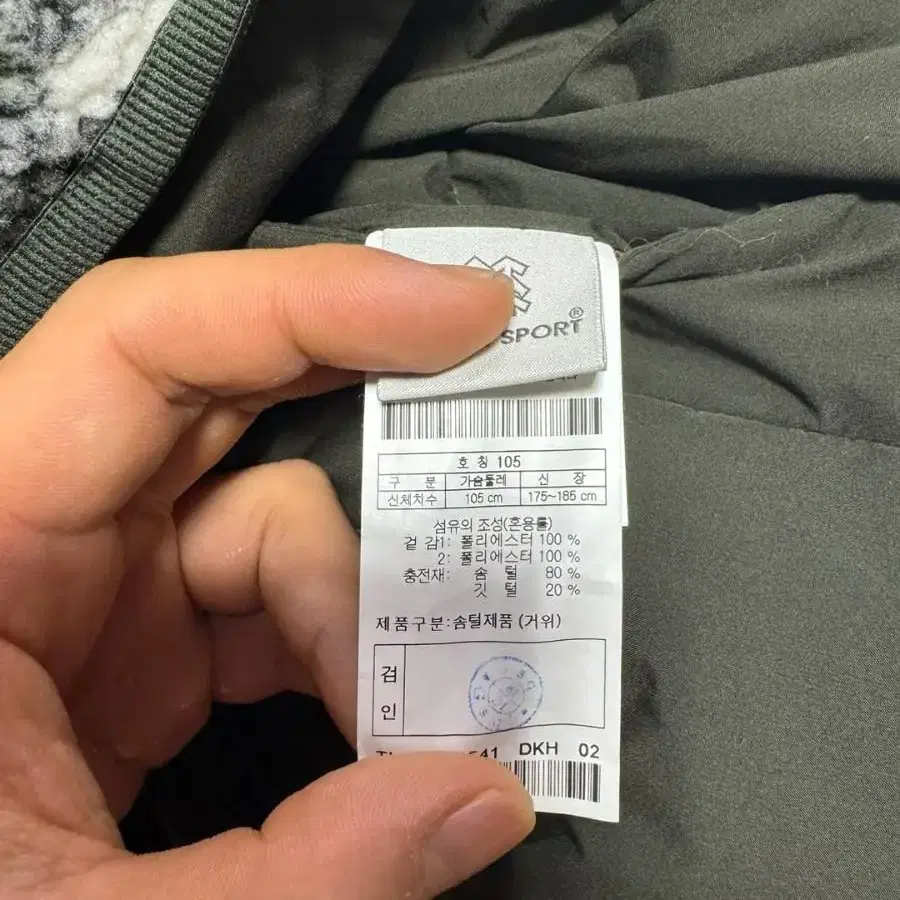 SPORT®
호 칭 105
구 분 가슴둘레 신 장
신체치수 105 cm 175~185 cm
섬유의 조성(혼용률)
겉 감1: 폴리에스터 100 %
2: 폴리에스터 100 %
충전재: 솜 털 80 %
깃 털 20 %
제품구분:솜털제품 (거위)
검
인
541 DKH 02